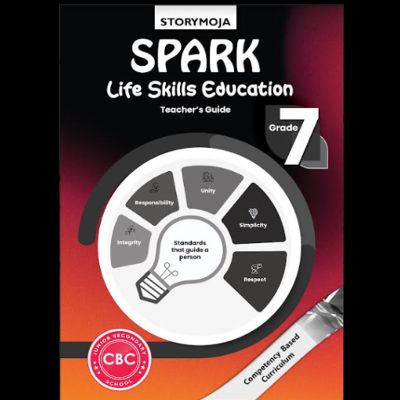 STORYMOJA
SPARK
Life Skills Education
Teacher's Guide
Grade 7
Unity
Responsibility
Simplicity
Integrity
Standards
that guide a
person
Respect
Competency Based
Curriculum
JUNIOR SECONDARY
CBC
SCHOOL